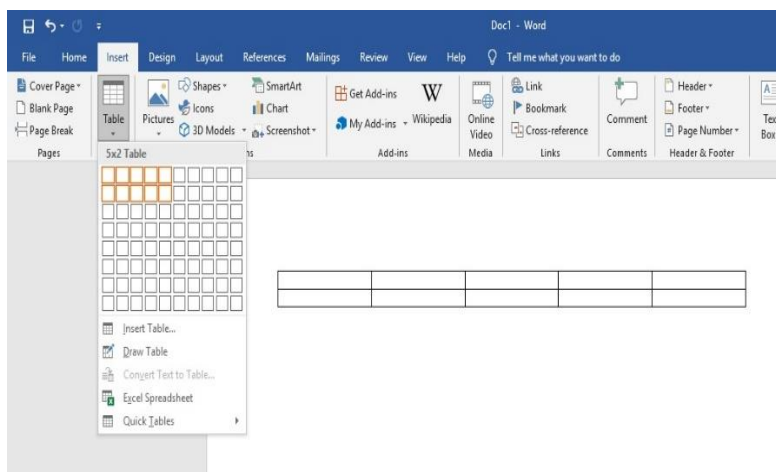 Doc1 - Word
File Home Insert Design Layout References Mailings Review View Help Tell me what you want to do
Cover Page Shapes SmartArt Get Add-ins W Link Header
Blank Page Table Pictures Icons Chart Wikipedia Online Video Bookmark Comment Footer
Page Break 3D Models Screenshot My Add-ins Cross-reference Page Number
Pages Add-ins Media Links Comments Header & Footer
5x2 Table
Insert Table...
Draw Table
Convert Text to Table...
Excel Spreadsheet
Quick Tables